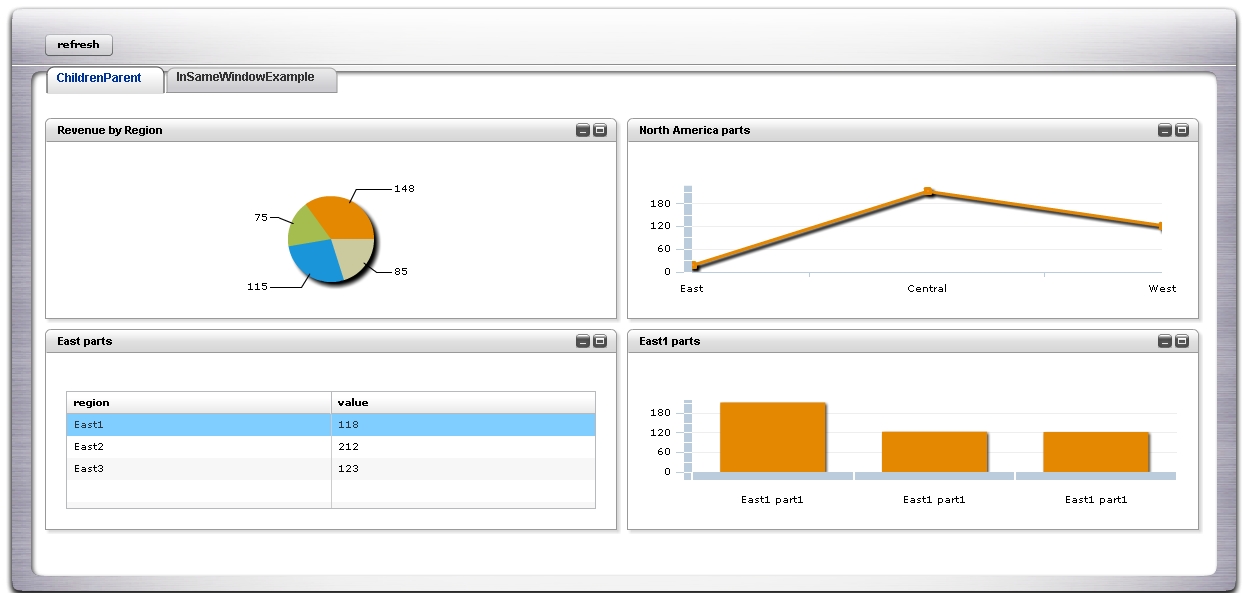 refresh
ChildrenParent InSameWindowExample
Revenue by Region
148
75
85
115
North America parts
180
120
60
0
East Central West
East parts
region value
East1 118
East2 212
East3 123
East1 parts
180
120
60
0
East1 part1 East1 part1 East1 part1